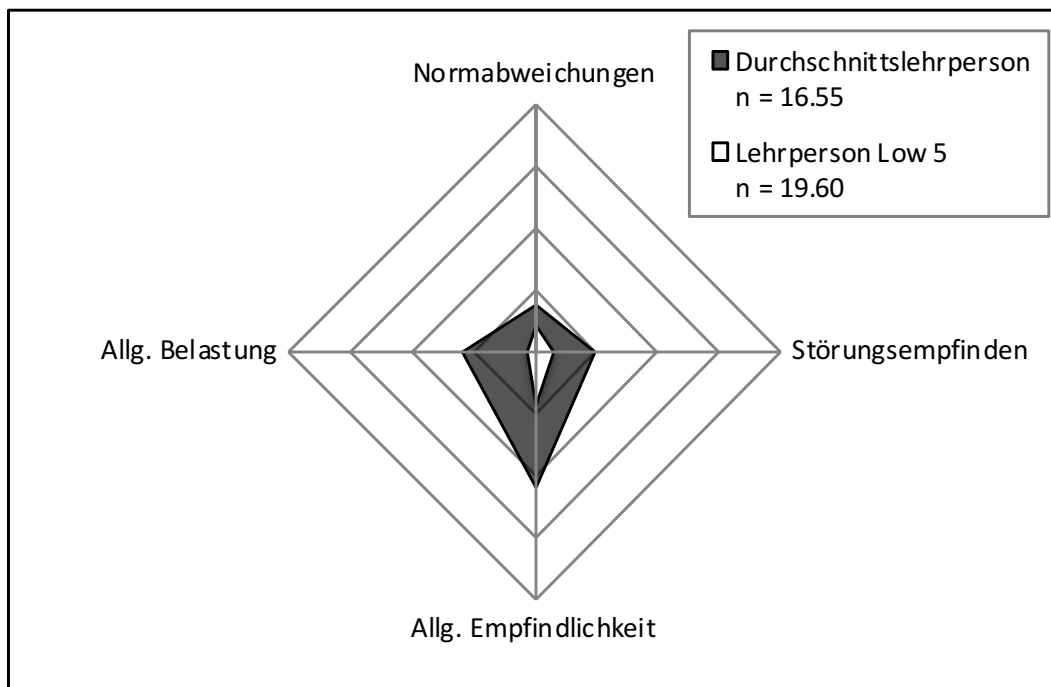 Durchschnittslehrperson
n = 16.55
Lehrperson Low 5
n = 19.60
Normabweichungen
Allg. Belastung
Störungsempfinden
Allg. Empfindlichkeit